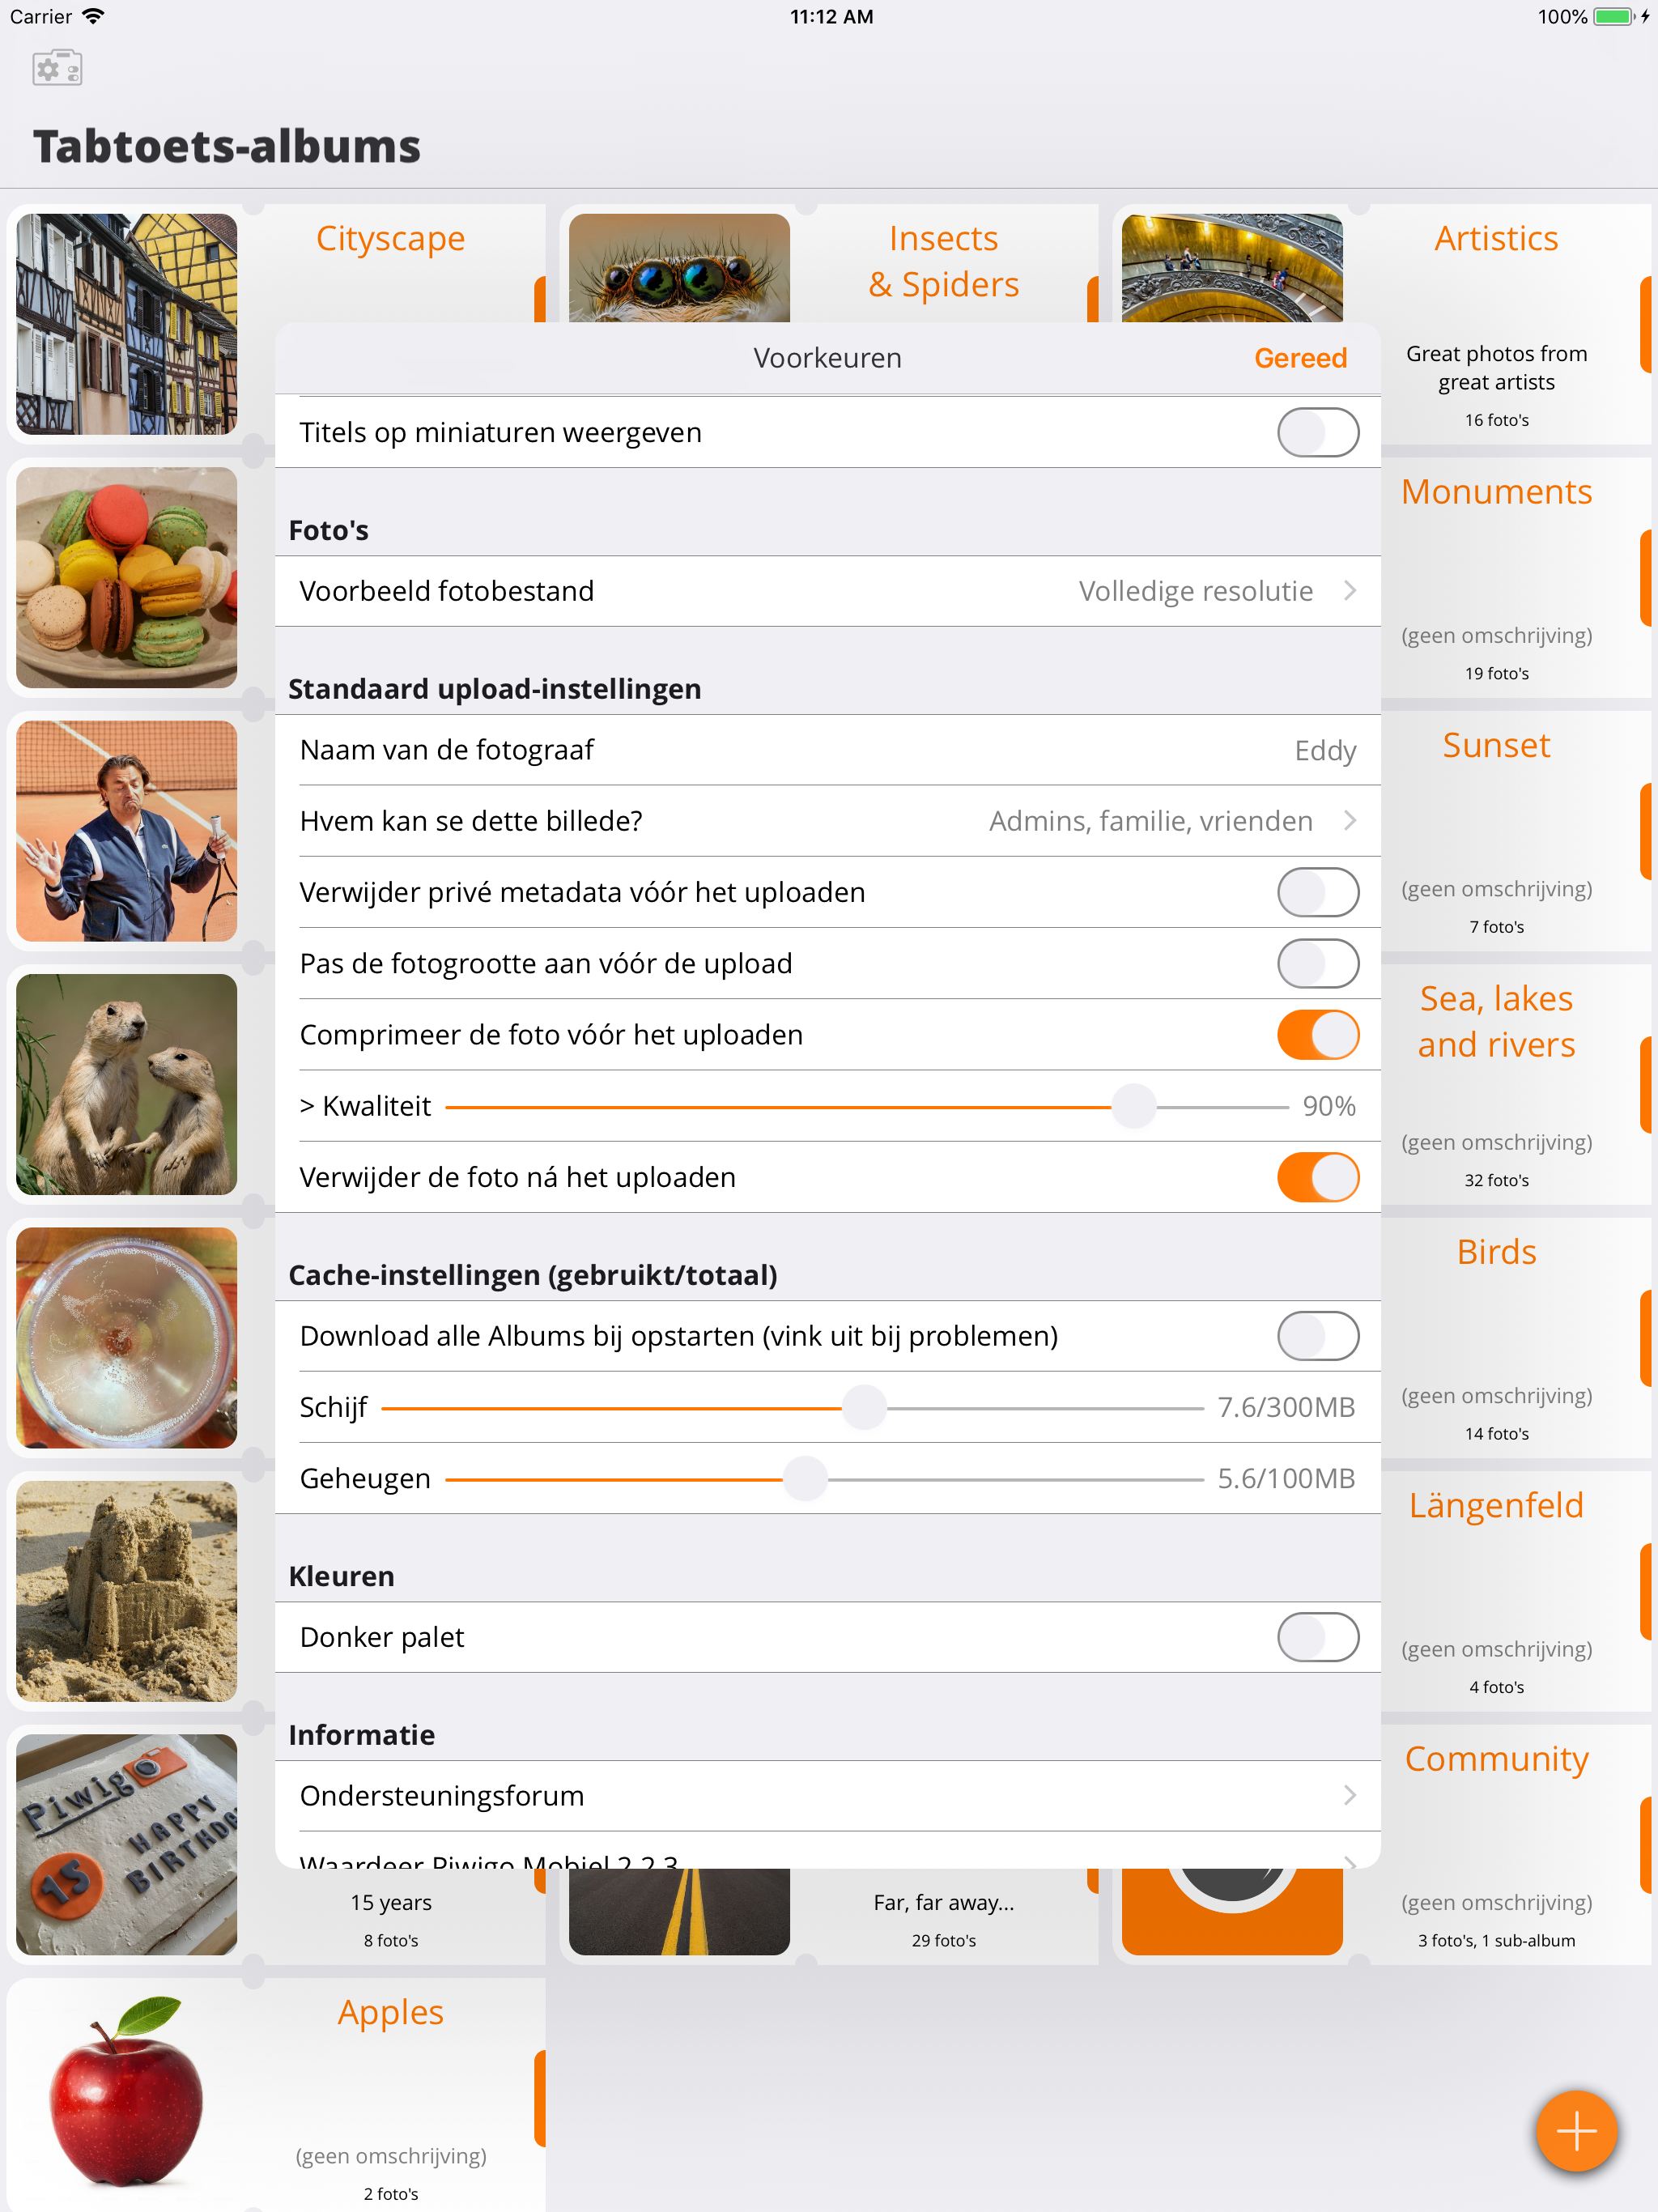 Carrier
11:12 AM
100%
Tabtoets-albums
Cityscape
Insects
& Spiders
Artistics
Great photos from
great artists
16 foto's
Voorkeuren
Gereed
Titels op miniaturen weergeven
Foto's
Voorbeeld fotobestand
Volledige resolutie
Standaard upload-instellingen
Naam van de fotograaf
Eddy
Hvem kan se dette billede?
Admins, familie, vrienden
Verwijder privé metadata vóór het uploaden
Pas de fotogrootte aan vóór de upload
Comprimeer de foto vóór het uploaden
> Kwaliteit
90%
Verwijder de foto ná het uploaden
Cache-instellingen (gebruikt/totaal)
Download alle Albums bij opstarten (vink uit bij problemen)
Schijf
7.6/300MB
Geheugen
5.6/100MB
Kleuren
Donker palet
Informatie
Ondersteuningsforum
Waardeer Piwigo Mobiel 2.2.3
Monuments
(geen omschrijving)
19 foto's
Sunset
(geen omschrijving)
7 foto's
Sea, lakes
and rivers
(geen omschrijving)
32 foto's
Birds
(geen omschrijving)
14 foto's
Längenfeld
(geen omschrijving)
4 foto's
Piwigo
HAPPY
BIRTHDA
15
15 years
8 foto's
Far, far away...
29 foto's
Community
(geen omschrijving)
3 foto's, 1 sub-album
Apples
(geen omschrijving)
2 foto's